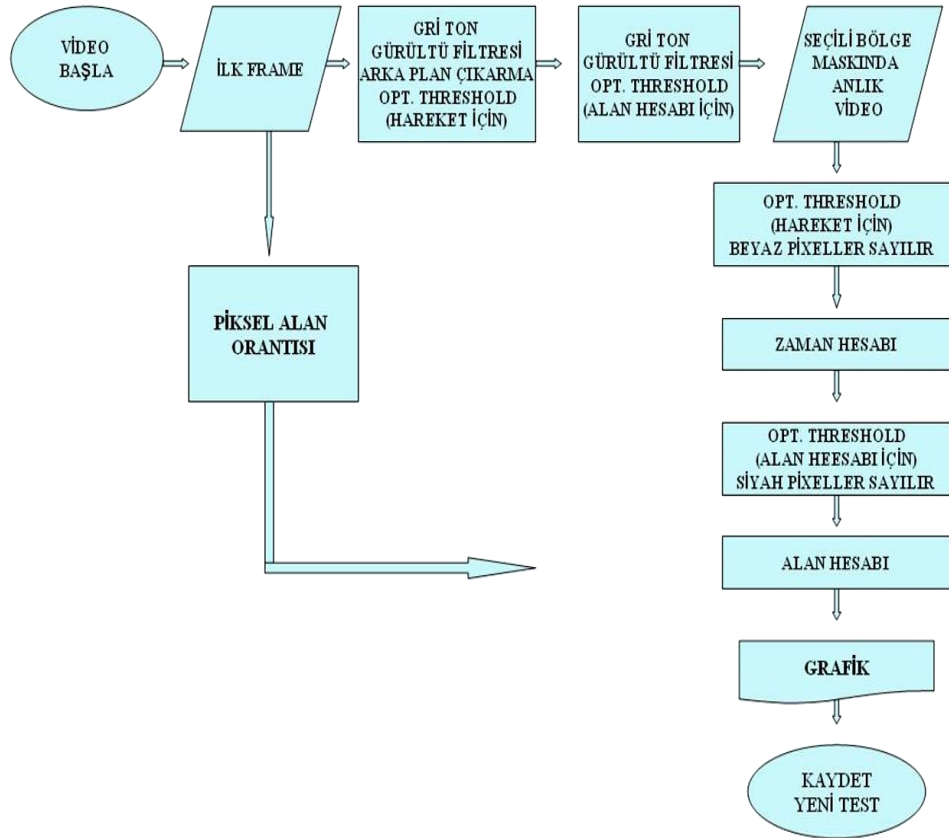 VİDEO
BAŞLA
İLK FRAME
GRİ TON
GÜRÜLTÜ FİLTRESİ
ARKA PLAN ÇIKARMA
OPT. THRESHOLD
(HAREKET İÇİN)
GRİ TON
GÜRÜLTÜ FİLTRESİ
OPT. THRESHOLD
(ALAN HESABI İÇİN)
SEÇİLİ BÖLGE
MASKINDA
ANLIK
VİDEO
OPT. THRESHOLD
(HAREKET İÇİN)
BEYAZ PIXELLER SAYILIR
PİKSEL ALAN
ORANTISI
ZAMAN HESABI
OPT. THRESHOLD
(ALAN HEESABI İÇİN)
SİYAH PİXELLER SAYILIR
ALAN HESABI
GRAFİK
KAYDET
YENİ TEST